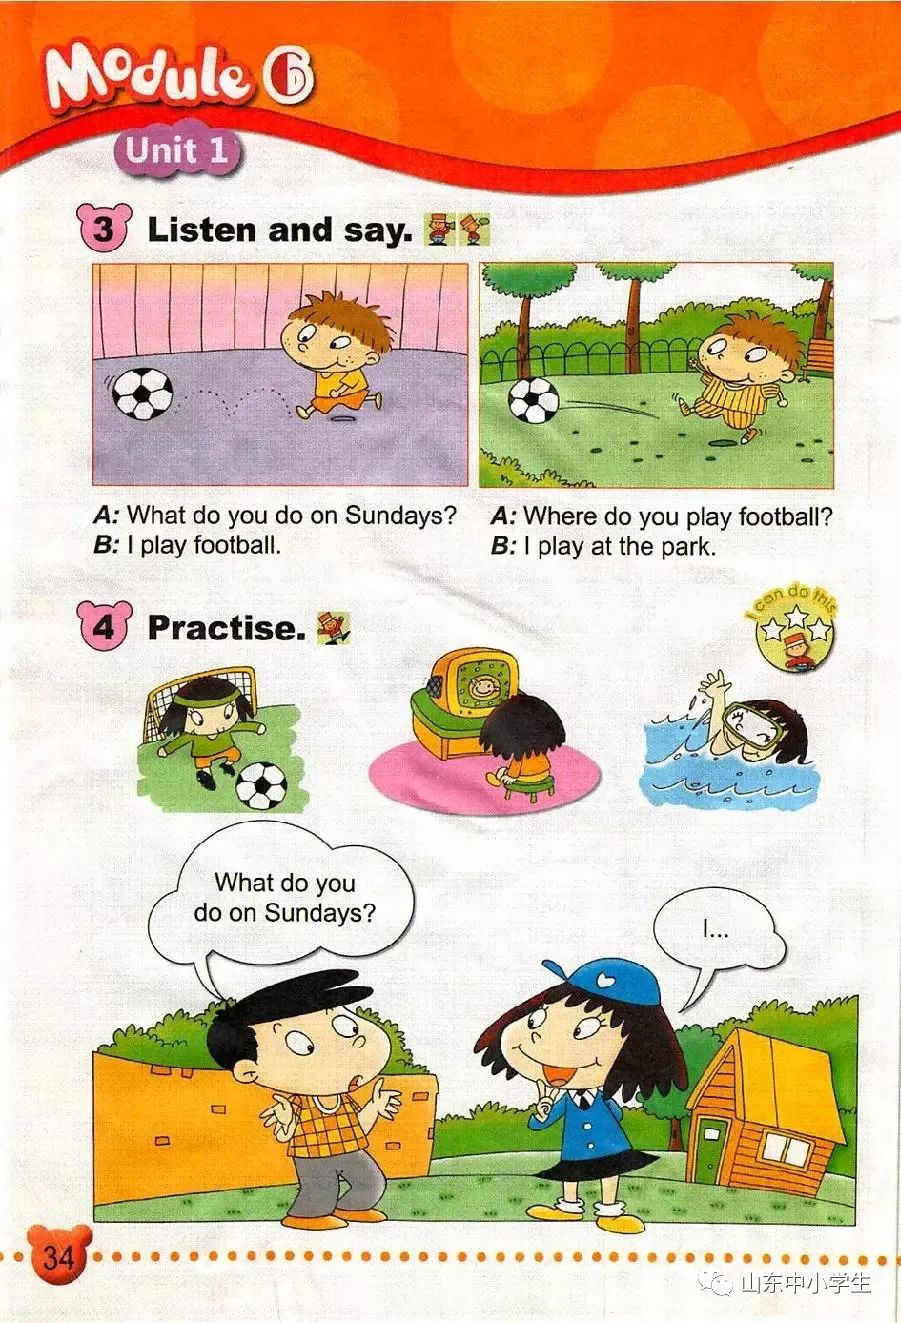 Module 6
Unit 1
3 Listen and say.
A: What do you do on Sundays?
B: I play football.
A: Where do you play football?
B: I play at the park.
4 Practise.
I can do this
What do you
do on Sundays?
I...
34
山东中小学生